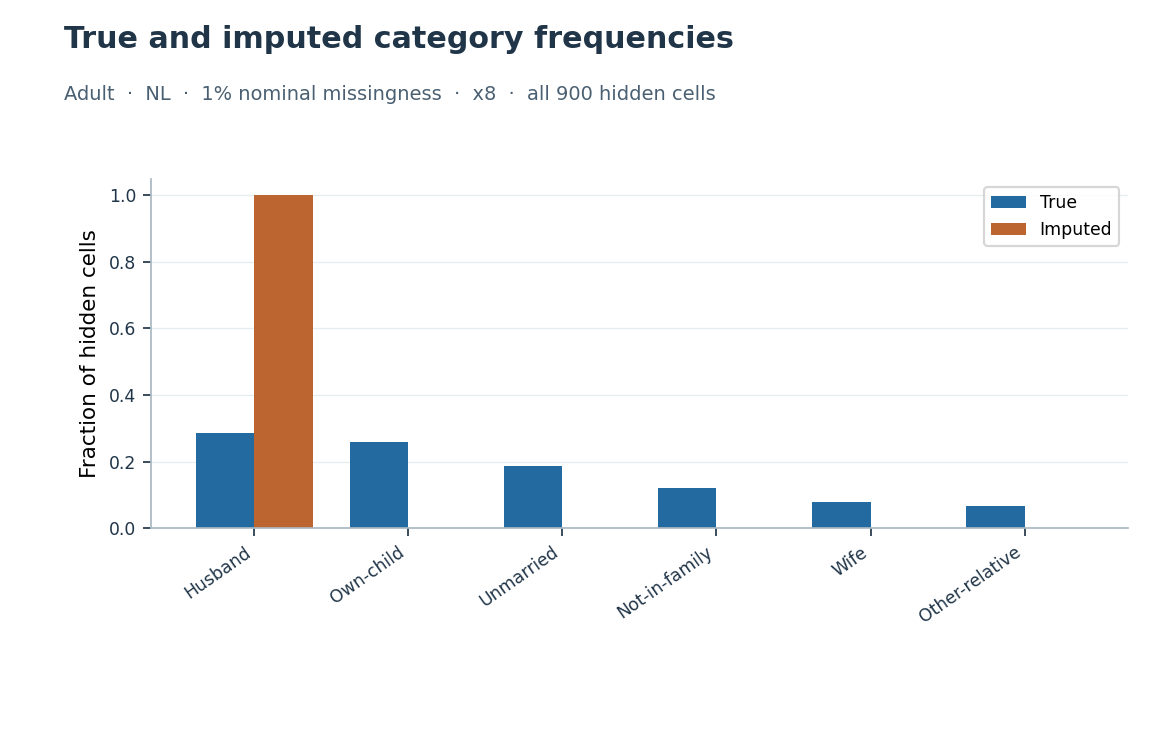 True and imputed category frequencies
Adult · NL · 1% nominal missingness · x8 · all 900 hidden cells
Fraction of hidden cells
1.0
0.8
0.6
0.4
0.2
0.0
True
Imputed
Husband
Own-child
Unmarried
Not-in-family
Wife
Other-relative